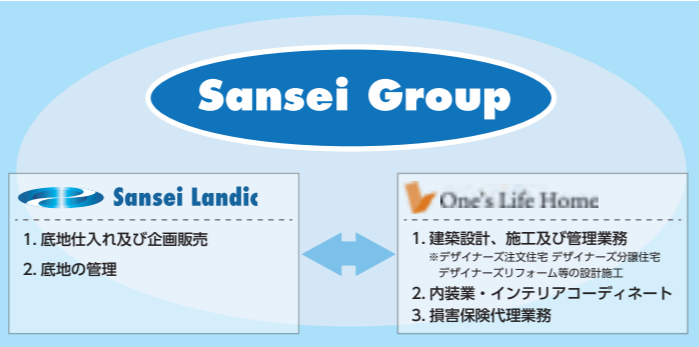 Sansei Group
Sansei Landic
1. 底地仕入れ及び企画販売
2. 底地の管理
One's Life Home
1. 建築設計、施工及び管理業務
※デザイナーズ注文住宅 デザイナーズ分譲住宅
デザイナーズリフォーム等の設計施工
2. 内装業・インテリアコーディネート
3. 損害保険代理業務